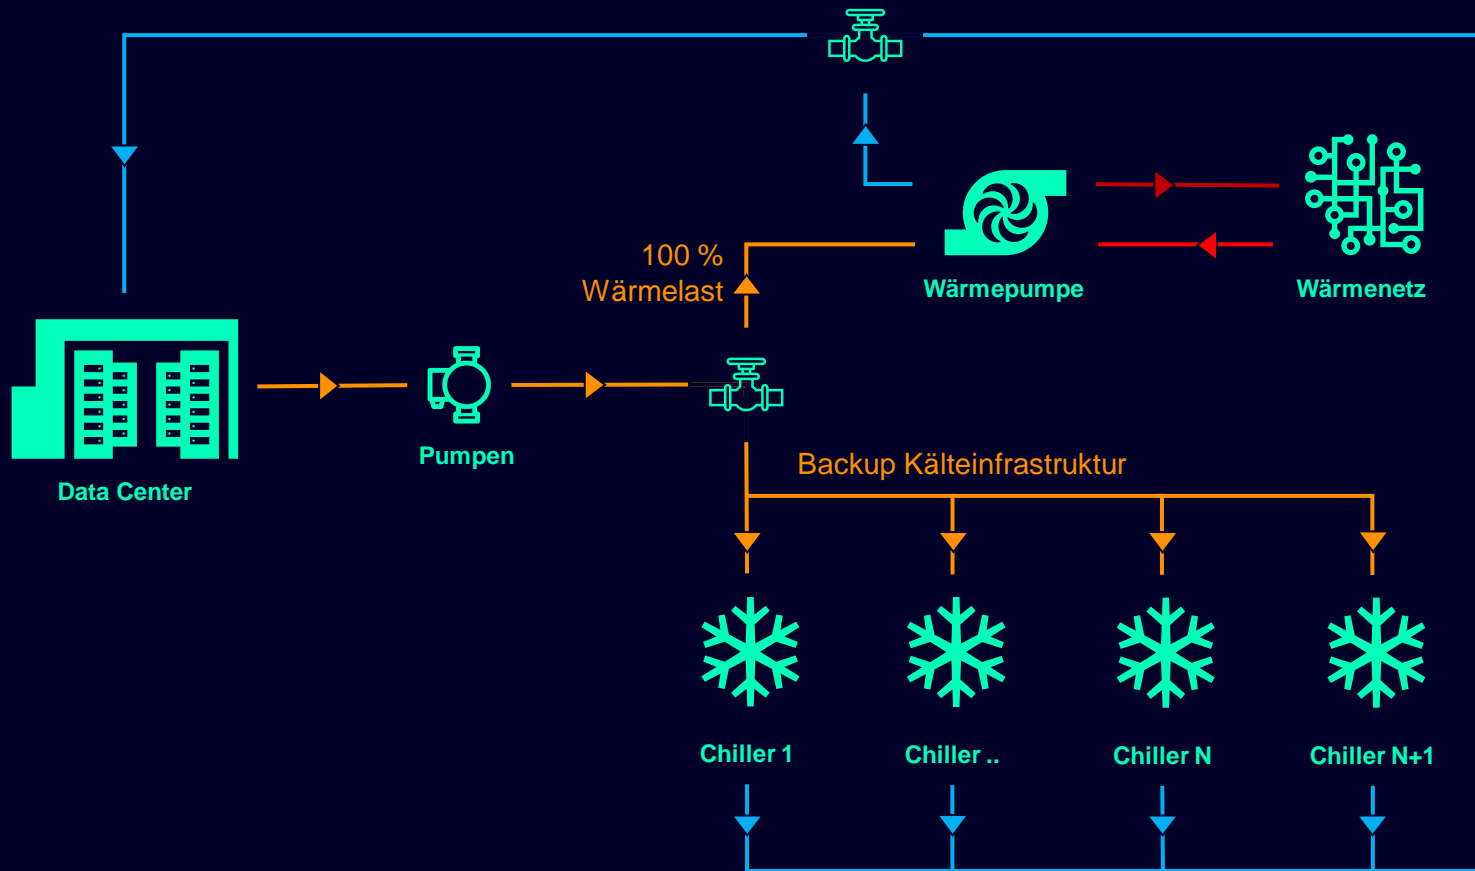 100 %
Wärmelast
Wärmepumpe
Wärmenetz
Data Center
Pumpen
Backup Kälteinfrastruktur
Chiller 1
Chiller ..
Chiller N
Chiller N+1